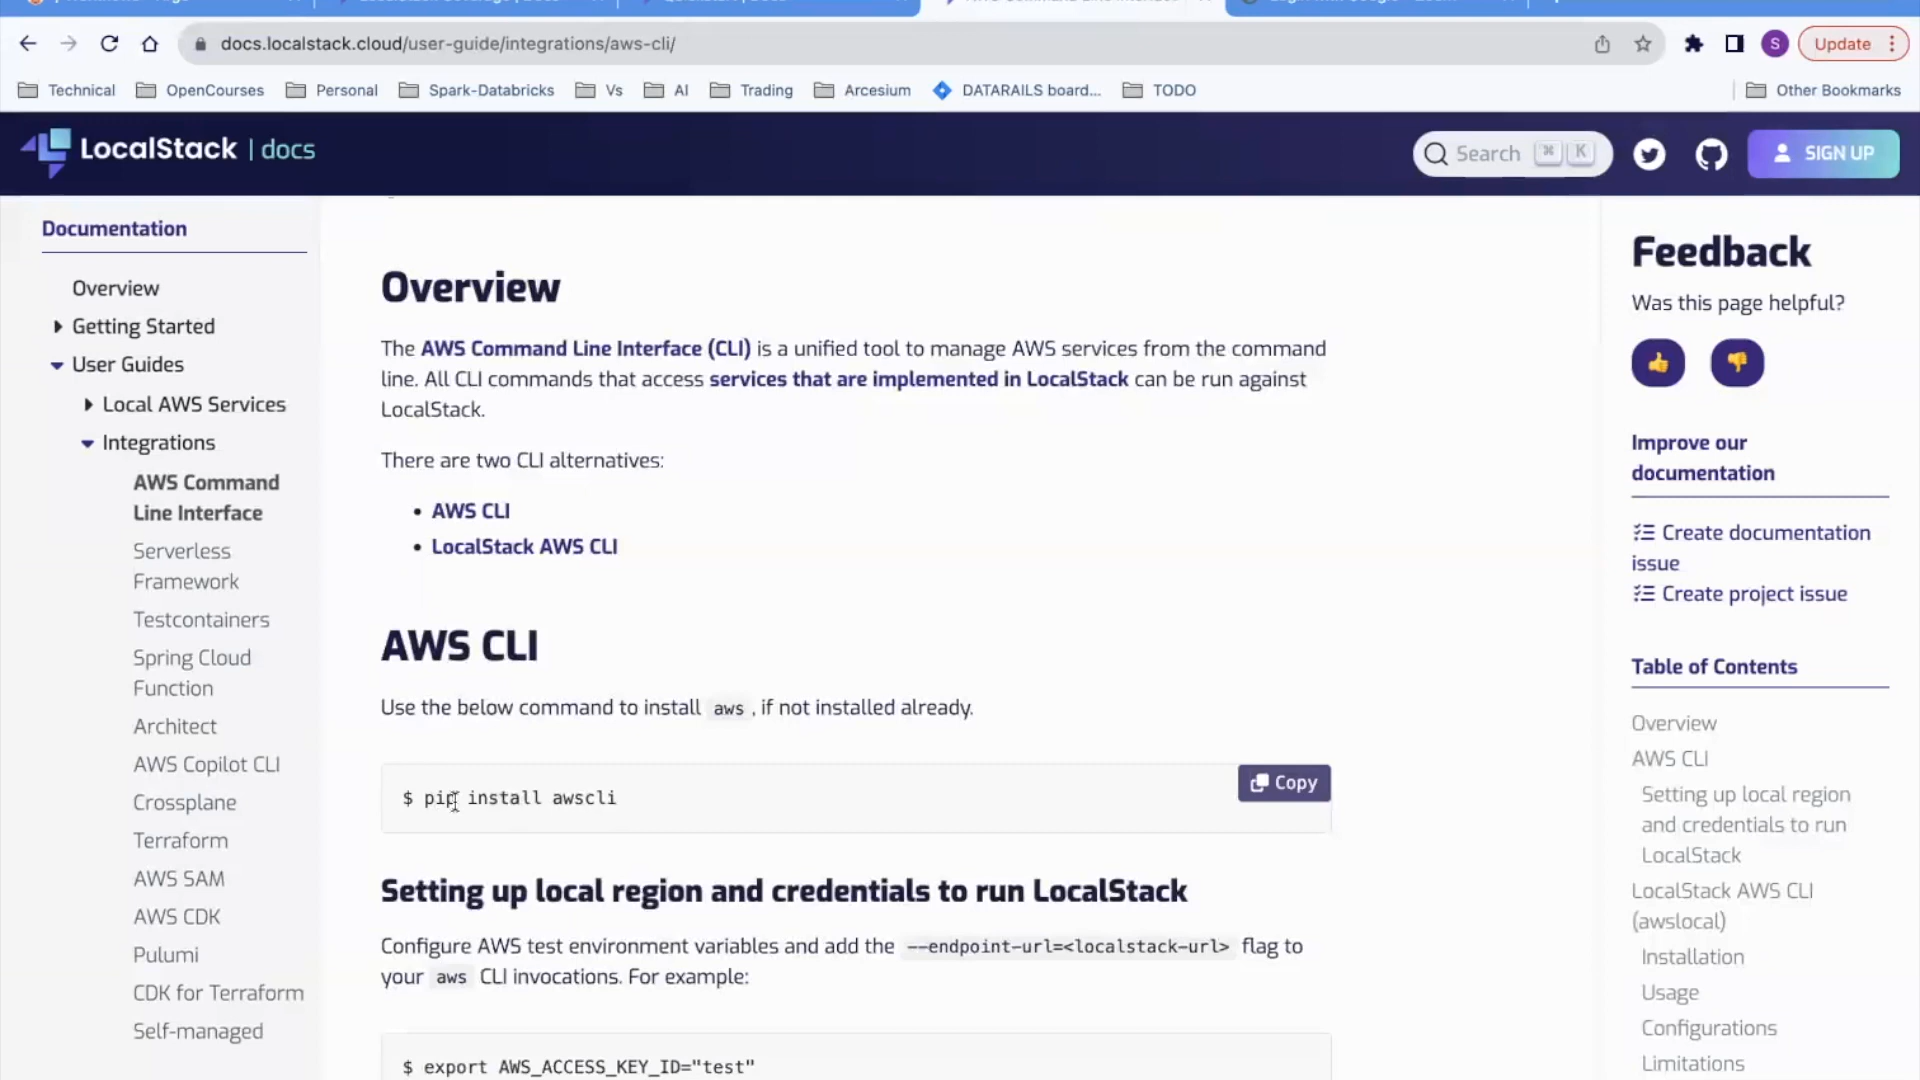 docs.localstack.cloud/user-guide/integrations/aws-cli/
S
Update
Technical
OpenCourses
Personal
Spark-Databricks
Vs
AI
Trading
Arcesium
DATARAILS board...
TODO
Other Bookmarks
LocalStack | docs
Search ⌘ K
SIGN UP
Documentation
Overview
Getting Started
User Guides
Local AWS Services
Integrations
AWS Command
Line Interface
Serverless
Framework
Testcontainers
Spring Cloud
Function
Architect
AWS Copilot CLI
Crossplane
Terraform
AWS SAM
AWS CDK
Pulumi
CDK for Terraform
Self-managed
Overview
The AWS Command Line Interface (CLI) is a unified tool to manage AWS services from the command
line. All CLI commands that access services that are implemented in LocalStack can be run against
LocalStack.
There are two CLI alternatives:
• AWS CLI
• LocalStack AWS CLI
AWS CLI
Use the below command to install aws, if not installed already.
Copy
$ pip install awscli
Setting up local region and credentials to run LocalStack
Configure AWS test environment variables and add the --endpoint-url=<localstack-url> flag to
your aws CLI invocations. For example:
$ export AWS_ACCESS_KEY_ID="test"
Feedback
Was this page helpful?
Improve our
documentation
Create documentation
issue
Create project issue
Table of Contents
Overview
AWS CLI
Setting up local region
and credentials to run
LocalStack
LocalStack AWS CLI
(awslocal)
Installation
Usage
Configurations
Limitations